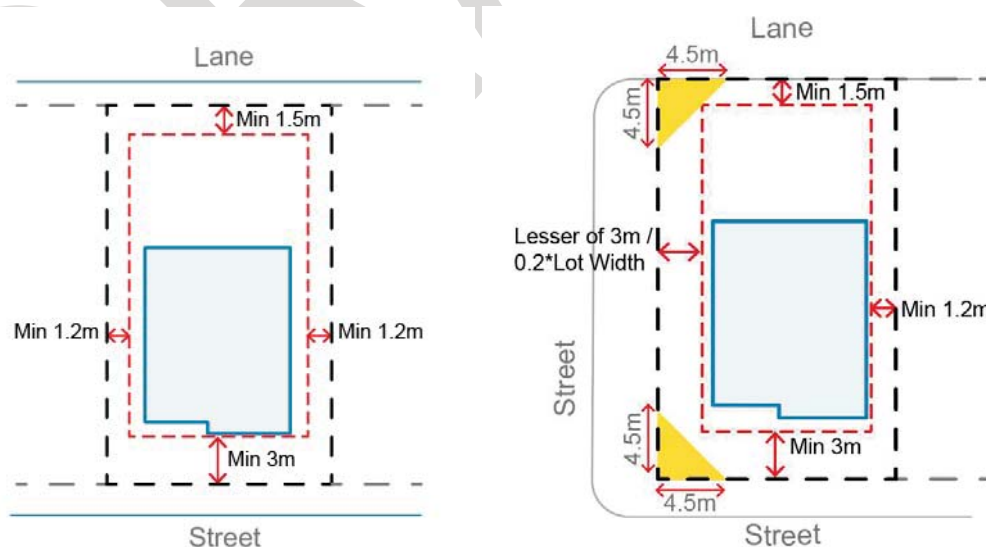 Lane
Min 1.5m
Min 1.2m
Min 1.2m
Min 3m
Street
Lane
4.5m
Min 1.5m
4.5m
Lesser of 3m /
0.2*Lot Width
Min 1.2m
Street
4.5m
Min 3m
4.5m
Street